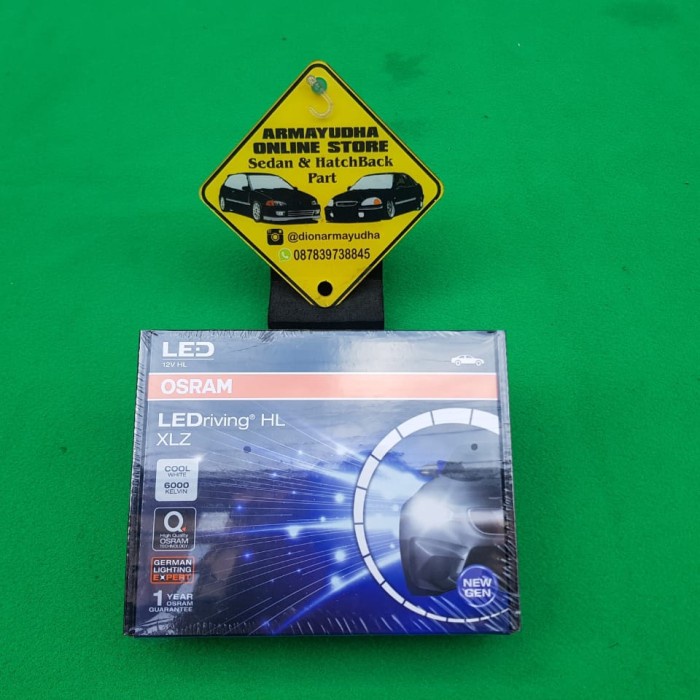 ARMAYUDHA
ONLINE STORE
Sedan & HatchBack
Part
@dionarmayudha
087839738845
LED
12V HL
OSRAM
LEDriving® HL
XLZ
COOL
WHITE
6000
KELVIN
Q
High Quality
OSRAM
TECHNOLOGY
GERMAN
LIGHTING
EXPERT
1 YEAR
OSRAM
GUARANTEE
NEW
GEN